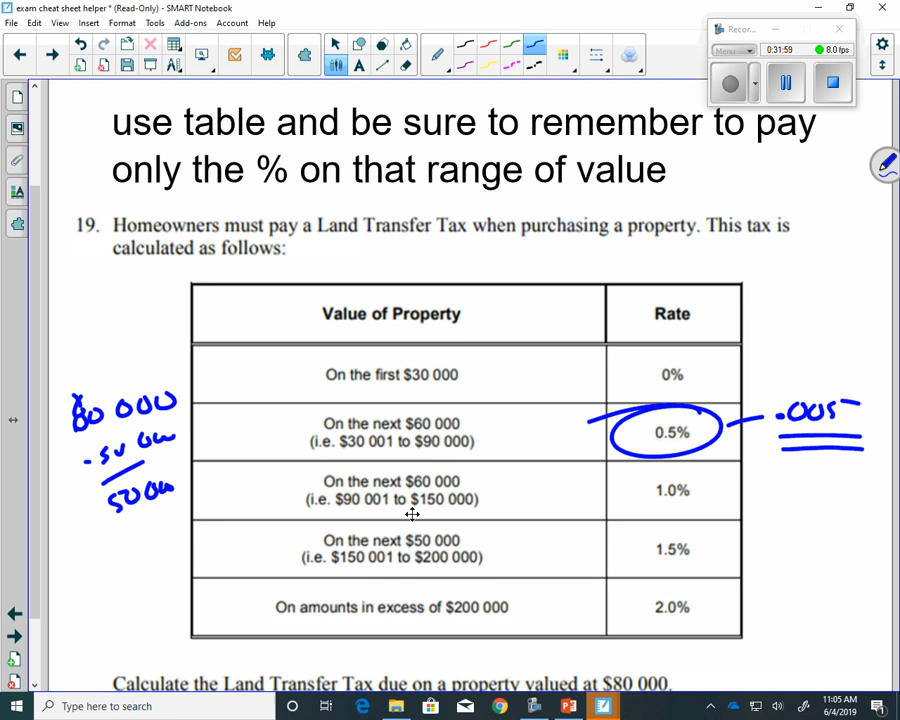 exam cheat sheet helper * (Read-Only) - SMART Notebook
File Edit View Insert Format Tools Add-ons Account Help
Recor...
Menu 0:31:59 8.0 fps
use table and be sure to remember to pay
only the % on that range of value
19. Homeowners must pay a Land Transfer Tax when purchasing a property. This tax is
calculated as follows:
Value of Property Rate
On the first $30 000 0%
80 000
On the next $60 000
(i.e. $30 001 to $90 000) 0.5% .005
On the next $60 000
(i.e. $90 001 to $150 000) 1.0%
On the next $50 000
(i.e. $150 001 to $200 000) 1.5%
On amounts in excess of $200 000 2.0%
Calculate the Land Transfer Tax due on a property valued at $80 000.
Type here to search
11:05 AM
6/4/2019